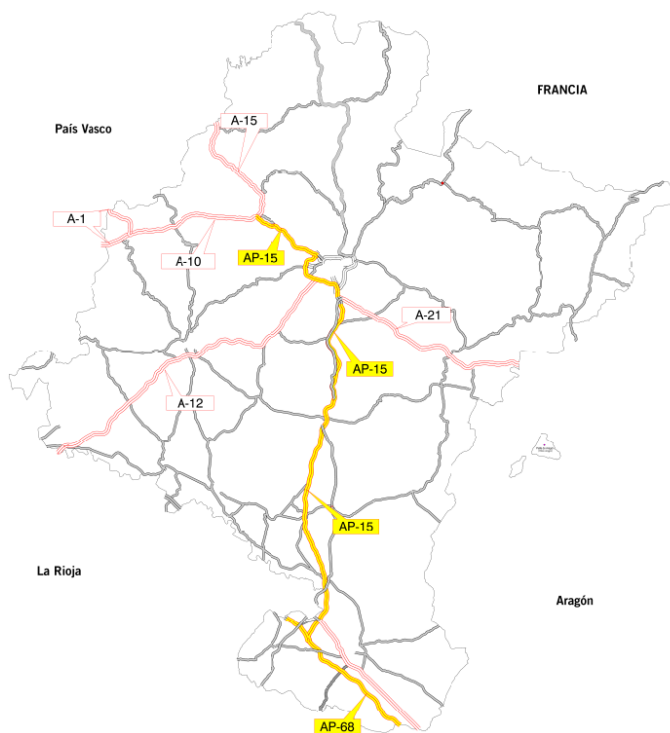 FRANCIA
A-15
País Vasco
A-1
AP-15
A-10
A-21
AP-15
A-12
AP-15
La Rioja
Aragón
AP-68